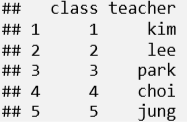 ##   class teacher
## 1     1     kim
## 2     2     lee
## 3     3    park
## 4     4    choi
## 5     5    jung